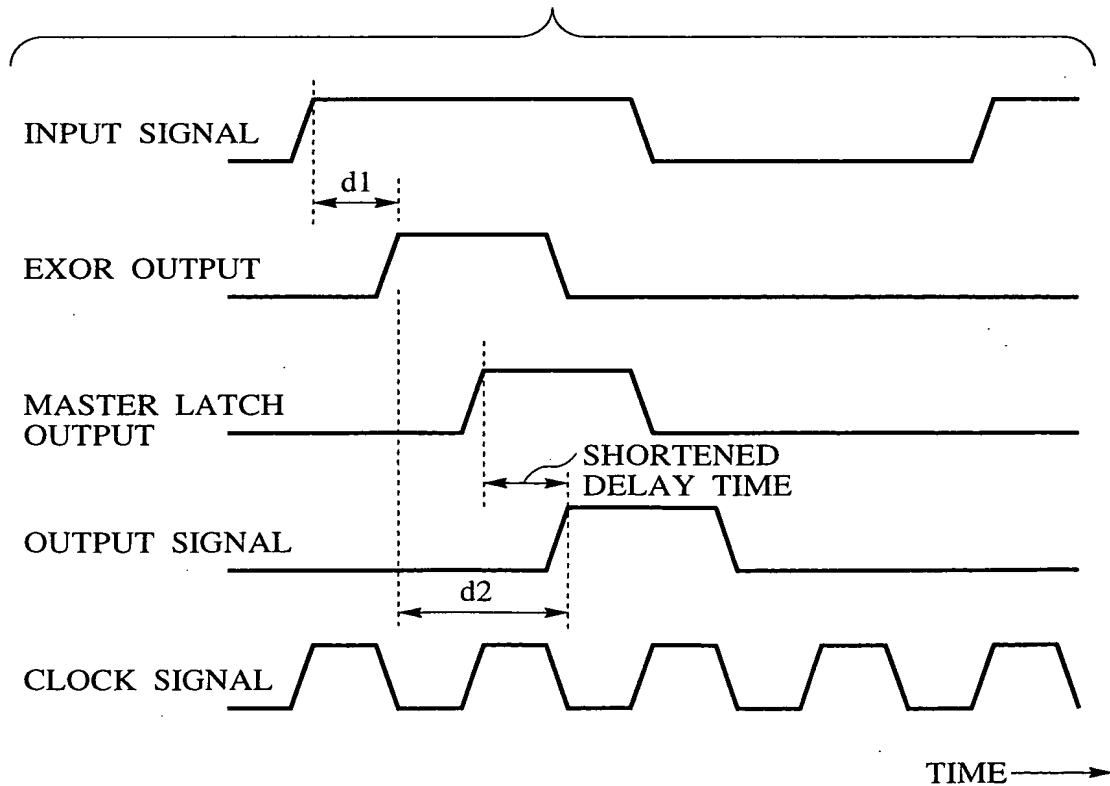 INPUT SIGNAL
d1
EXOR OUTPUT
MASTER LATCH
OUTPUT
SHORTENED
DELAY TIME
OUTPUT SIGNAL
d2
CLOCK SIGNAL
TIME